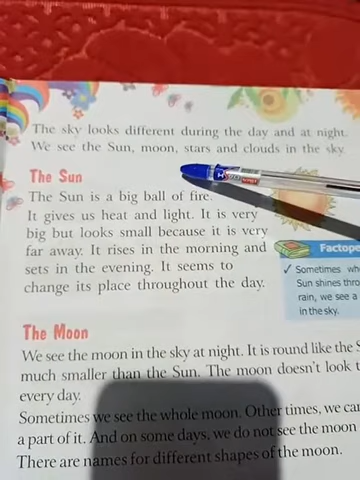 The sky looks different during the day and at night.
We see the Sun, moon, stars and clouds in the sky.
The Sun
The Sun is a big ball of fire.
It gives us heat and light. It is very
big but looks small because it is very
far away. It rises in the morning and
sets in the evening. It seems to
change its place throughout the day.
✓ Sometimes
Sun shines
rain, we see a
in the sky.
The Moon
We see the moon in the sky at night. It is round like the
much smaller than the Sun. The moon doesn't look
every day.
Sometimes we see the whole moon. Other times, we
a part of it. And on some days, we do not see the moon
There are names for different shapes of the moon.